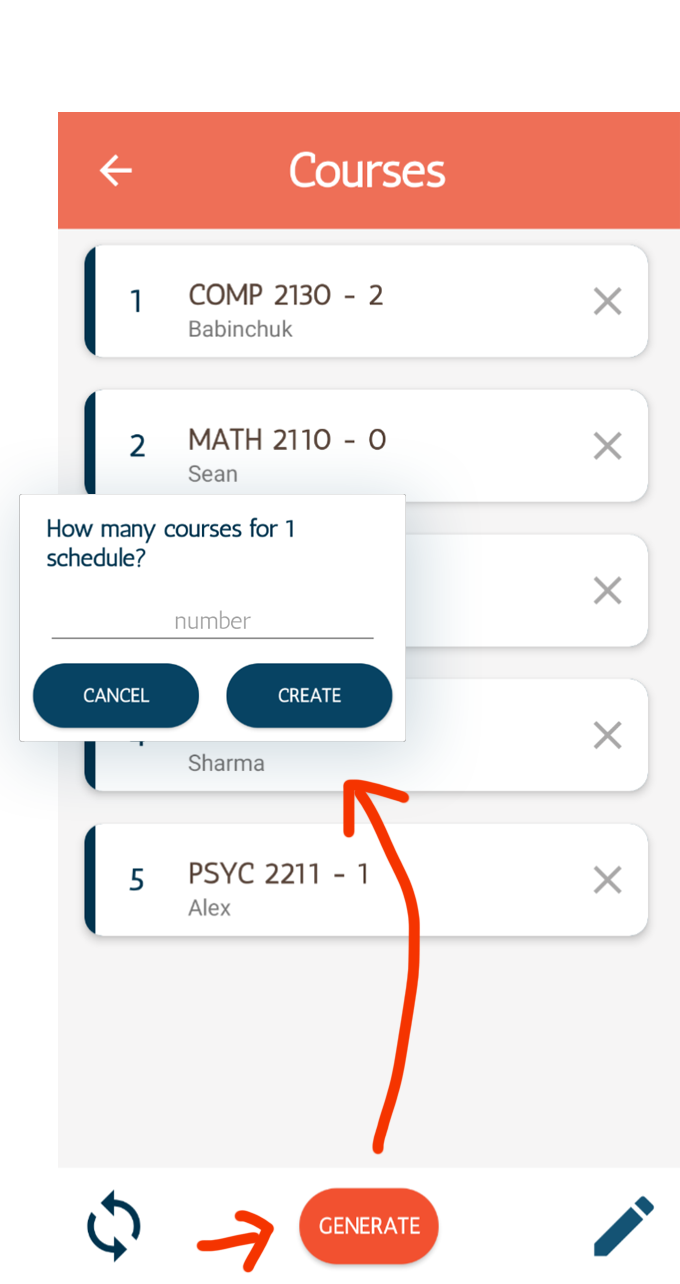 Courses
1
COMP 2130 - 2
Babinchuk
2
MATH 2110 - 0
Sean
How many courses for 1
schedule?
number
CANCEL
CREATE
Sharma
5
PSYC 2211 - 1
Alex
GENERATE